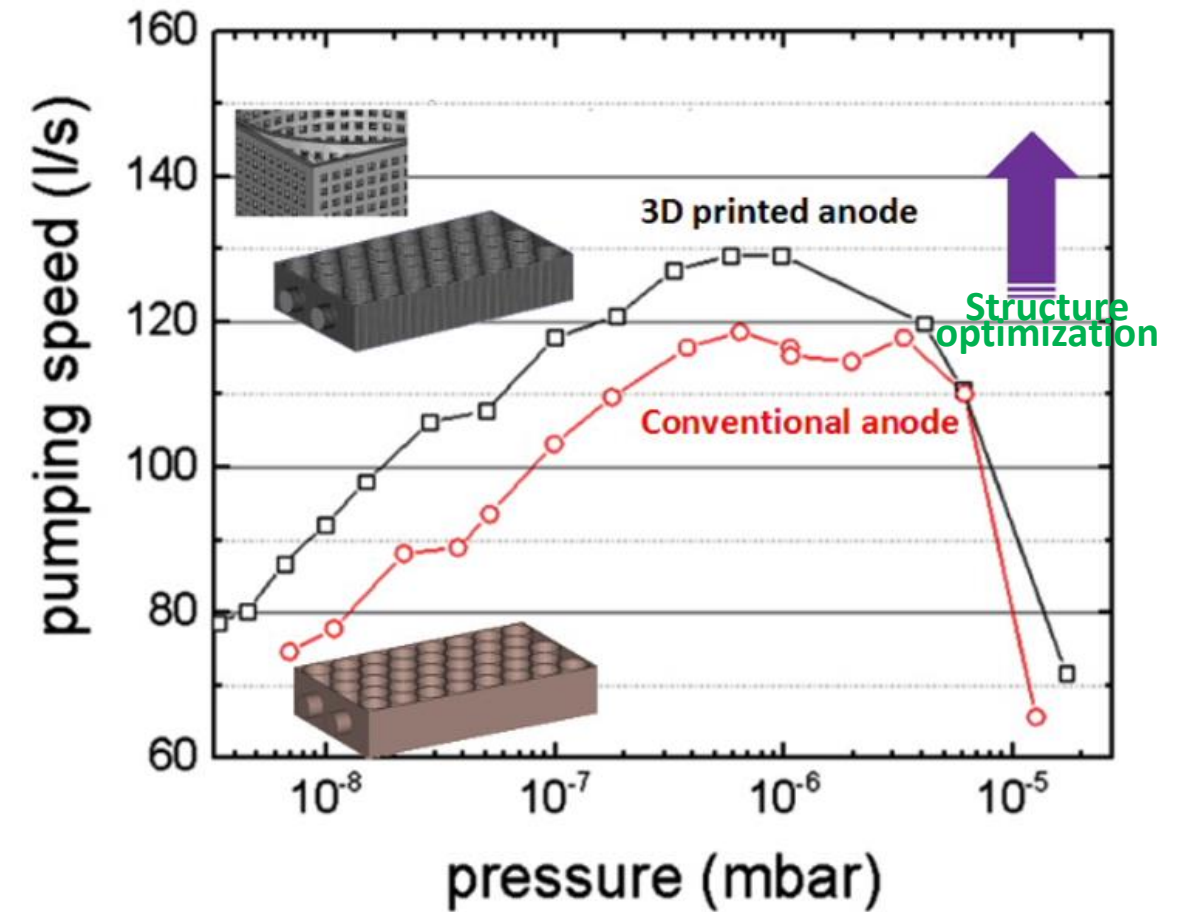 160
140
120
100
80
60
pumping speed (l/s)
3D printed anode
Structure
optimization
Conventional anode
10⁻⁸
10⁻⁷
10⁻⁶
10⁻⁵
pressure (mbar)